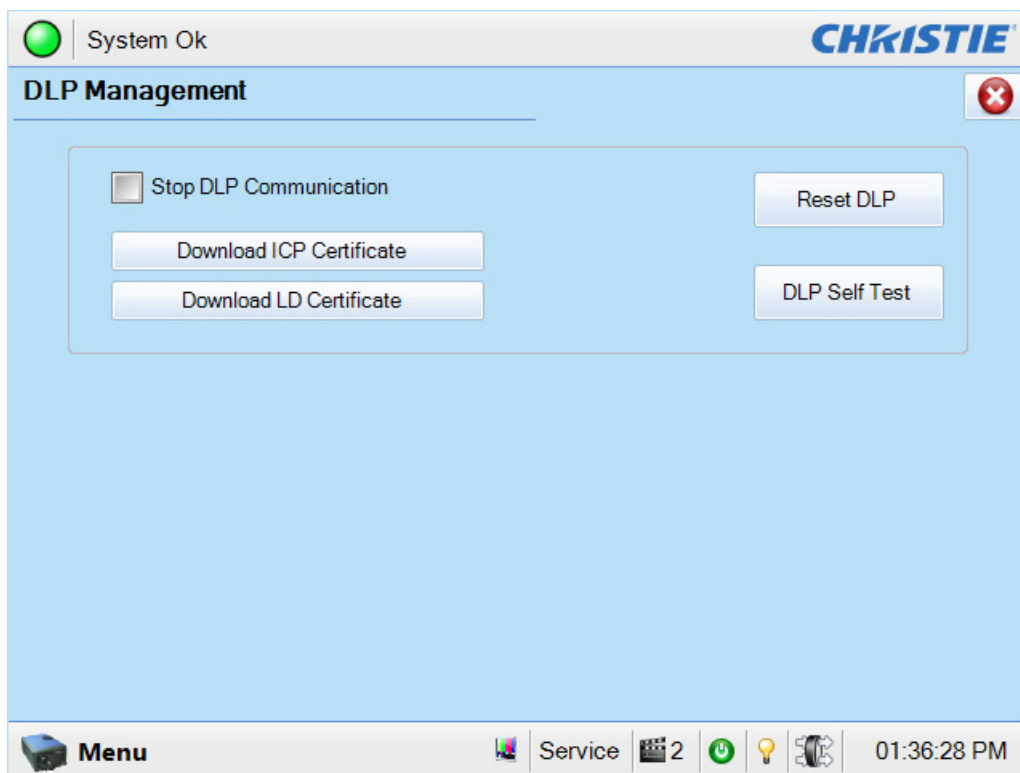 System Ok
CHRISTIE
DLP Management
Stop DLP Communication
Reset DLP
Download ICP Certificate
Download LD Certificate
DLP Self Test
Menu
Service
2
01:36:28 PM